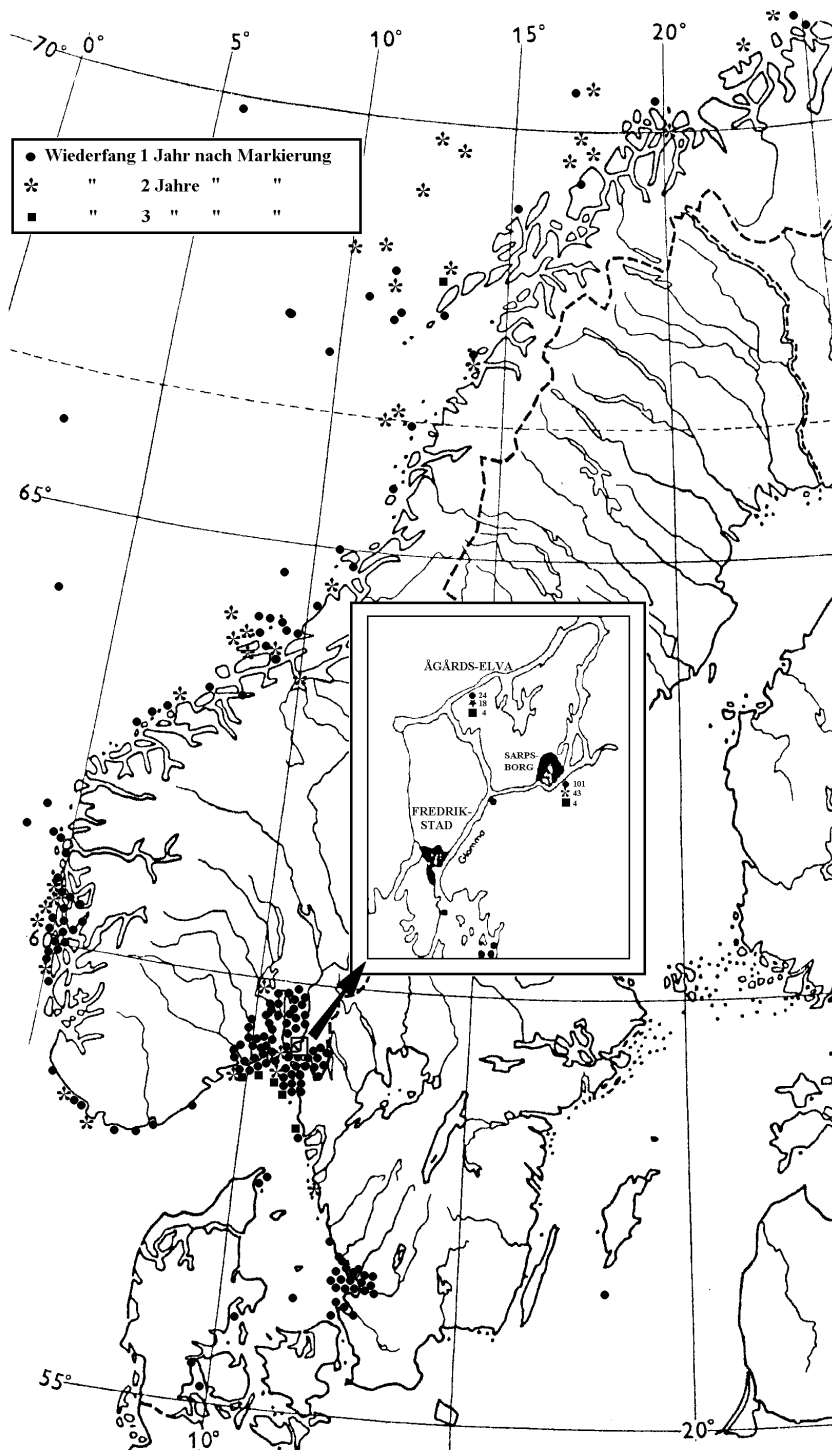 70° 0° 5° 10° 15° 20°
● Wiederfang 1 Jahr nach Markierung
" 2 Jahre " "
■ " 3 " " "
65°
ÅGÅRDS-ELVA
● 24
18
■ 4
SARPS-
BORG
● 101
43
■ 4
FREDRIK-
STAD
Glomma
6
55°
10°
20°